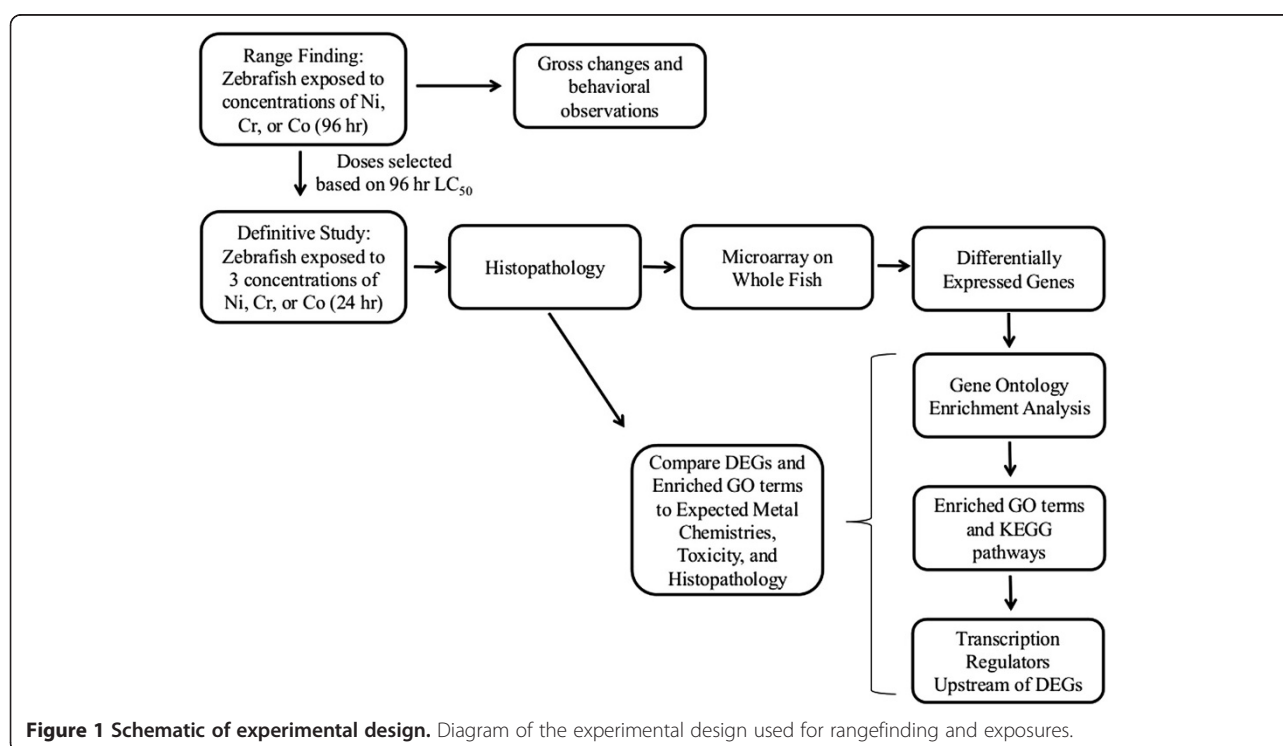 Range Finding:
Zebrafish exposed to
concentrations of Ni,
Cr, or Co (96 hr)
Gross changes and
behavioral
observations
Doses selected
based on 96 hr LC50
Definitive Study:
Zebrafish exposed to
3 concentrations of
Ni, Cr, or Co (24 hr)
Histopathology
Microarray on
Whole Fish
Differentially
Expressed Genes
Gene Ontology
Enrichment Analysis
Compare DEGs and
Enriched GO terms
to Expected Metal
Chemistries,
Toxicity, and
Histopathology
Enriched GO terms
and KEGG
pathways
Transcription
Regulators
Upstream of DEGs
Figure 1 Schematic of experimental design. Diagram of the experimental design used for rangefinding and exposures.